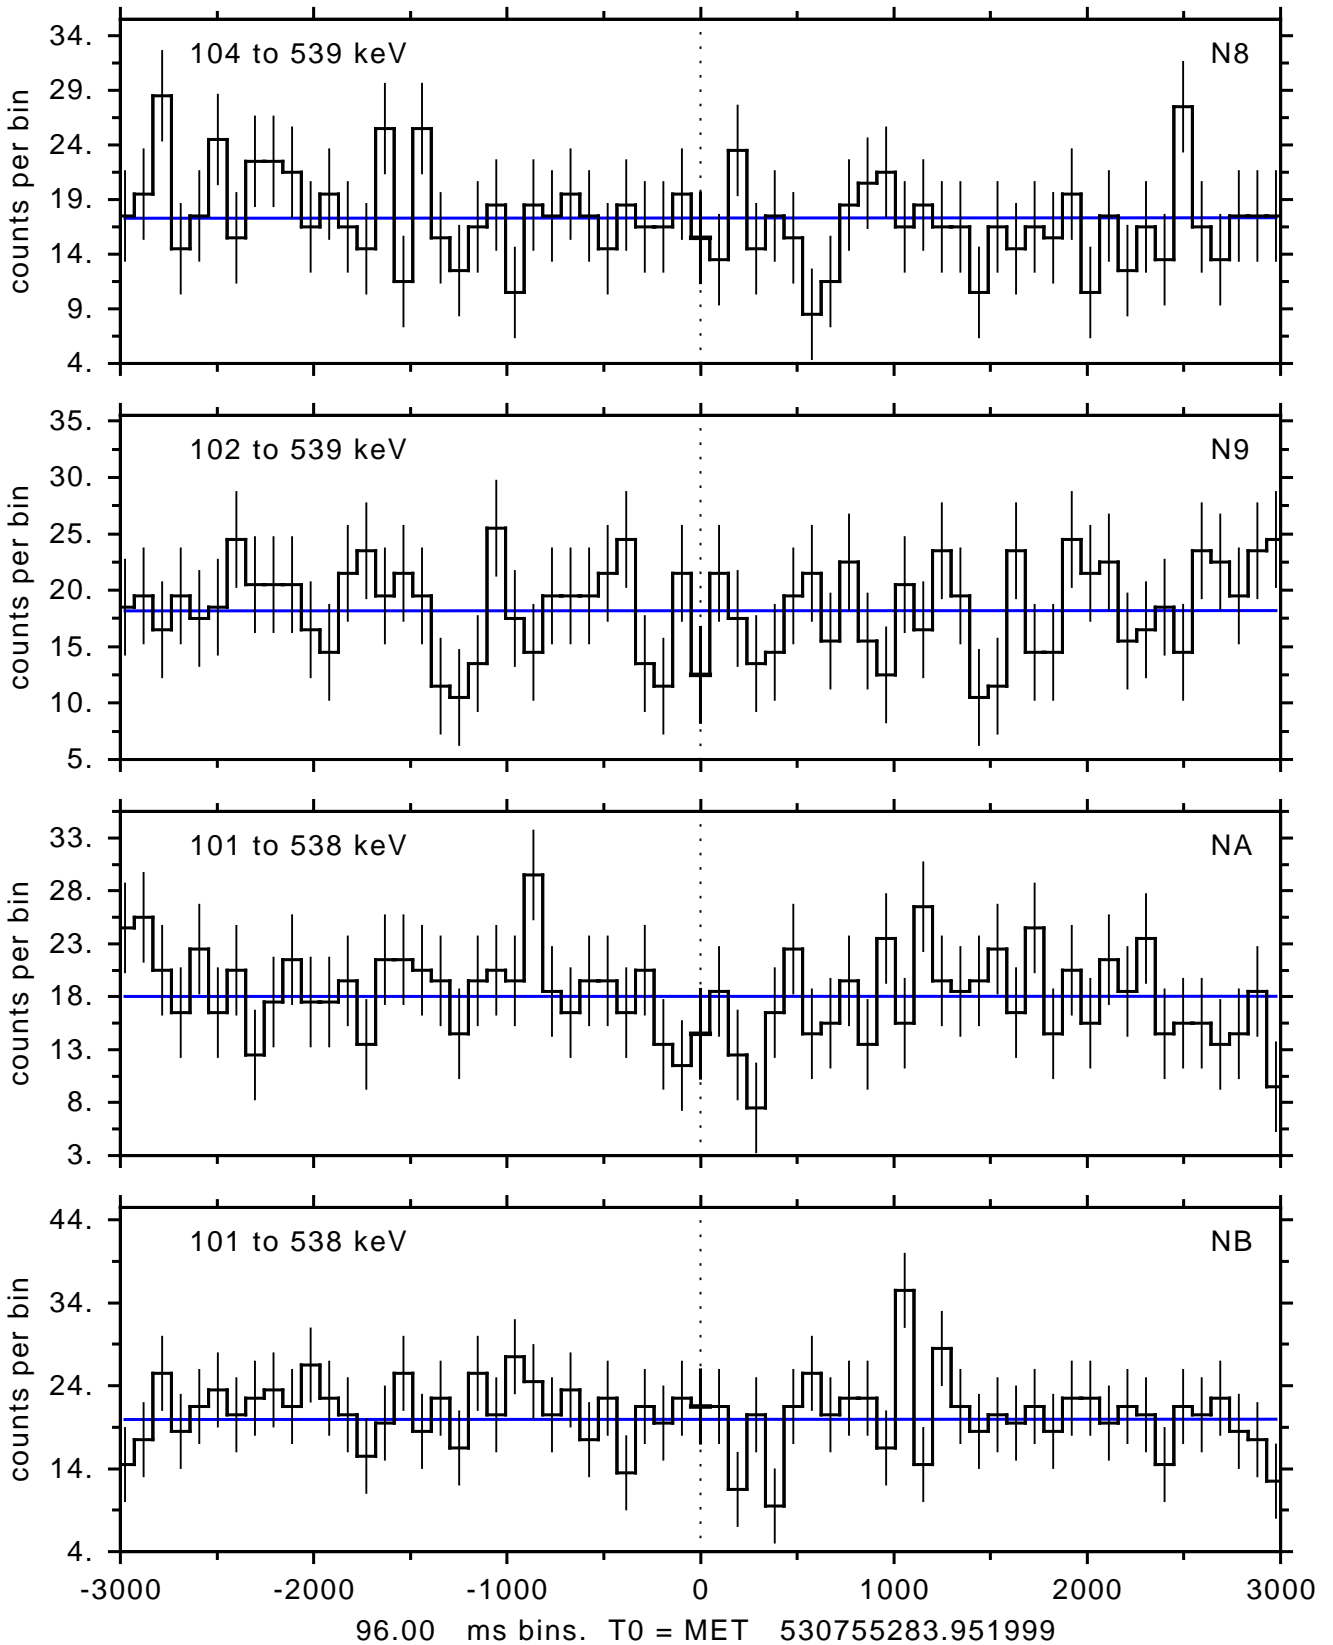 104 to 539 keV N8
34.
29.
24.
19.
14.
9.
4.
counts per bin
102 to 539 keV N9
35.
30.
25.
20.
15.
10.
5.
counts per bin
101 to 538 keV NA
33.
28.
23.
18.
13.
8.
3.
counts per bin
101 to 538 keV NB
44.
34.
24.
14.
4.
counts per bin
-3000 -2000 -1000 0 1000 2000 3000
96.00 ms bins. T0 = MET 530755283.951999